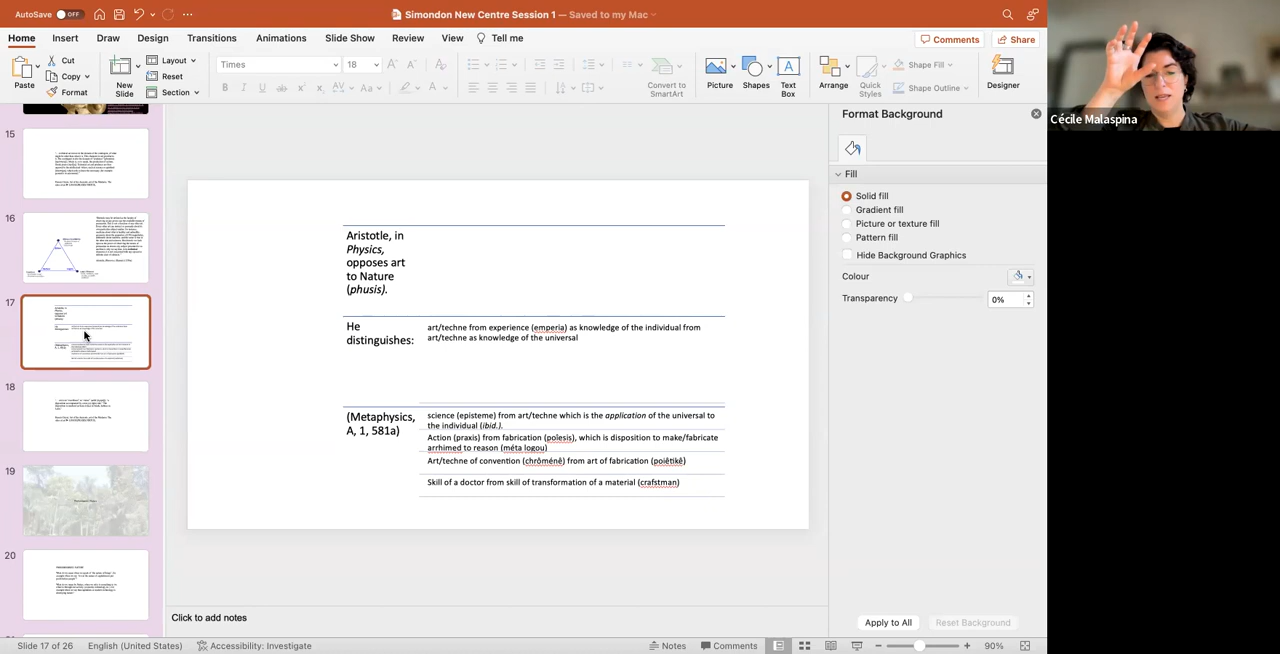 AutoSave OFF
Simondon New Centre Session 1 — Saved to my Mac
Home Insert Draw Design Transitions Animations Slide Show Review View Tell me
Comments Share
Paste
Cut
Copy
Format
New Slide
Layout
Reset
Section
Times 18
Convert to SmartArt
Picture
Shapes
Text Box
Arrange
Quick Styles
Shape Fill
Shape Outline
Designer
Cécile Malaspina
15
16
17
18
19
20
Aristotle, in
Physics,
opposes art
to Nature
(phusis).
He
distinguishes:
art/techne from experience (emperia) as knowledge of the individual from
art/techne as knowledge of the universal
(Metaphysics,
A, 1, 581a)
science (episteme) from art/techne which is the application of the universal to
the individual (ibid.).
Action (praxis) from fabrication (polesis), which is disposition to make/fabricate
arrhimed to reason (méta logou)
Art/techne of convention (chrôménê) from art of fabrication (poiêtikê)
Skill of a doctor from skill of transformation of a material (crafstman)
Format Background
Fill
Solid fill
Gradient fill
Picture or texture fill
Pattern fill
Hide Background Graphics
Colour
Transparency 0%
Apply to All Reset Background
Click to add notes
Slide 17 of 26 English (United States) Accessibility: Investigate Notes Comments 90%